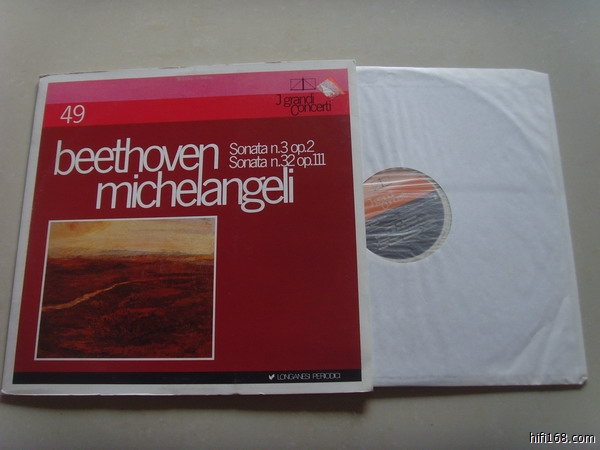 49
I grandi
Concerti
beethoven
Sonata n.3 op.2
Sonata n.32 op.111
michelangeli
LONGANESI PERIODICI
hifi168.com